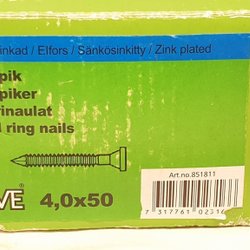 inkad / Elfors / Sänkösinkitty / Zink plated
pik
piker
rinaulat
d ring nails
VE®
4,0x50
Art.no.851811
7 317761 02316